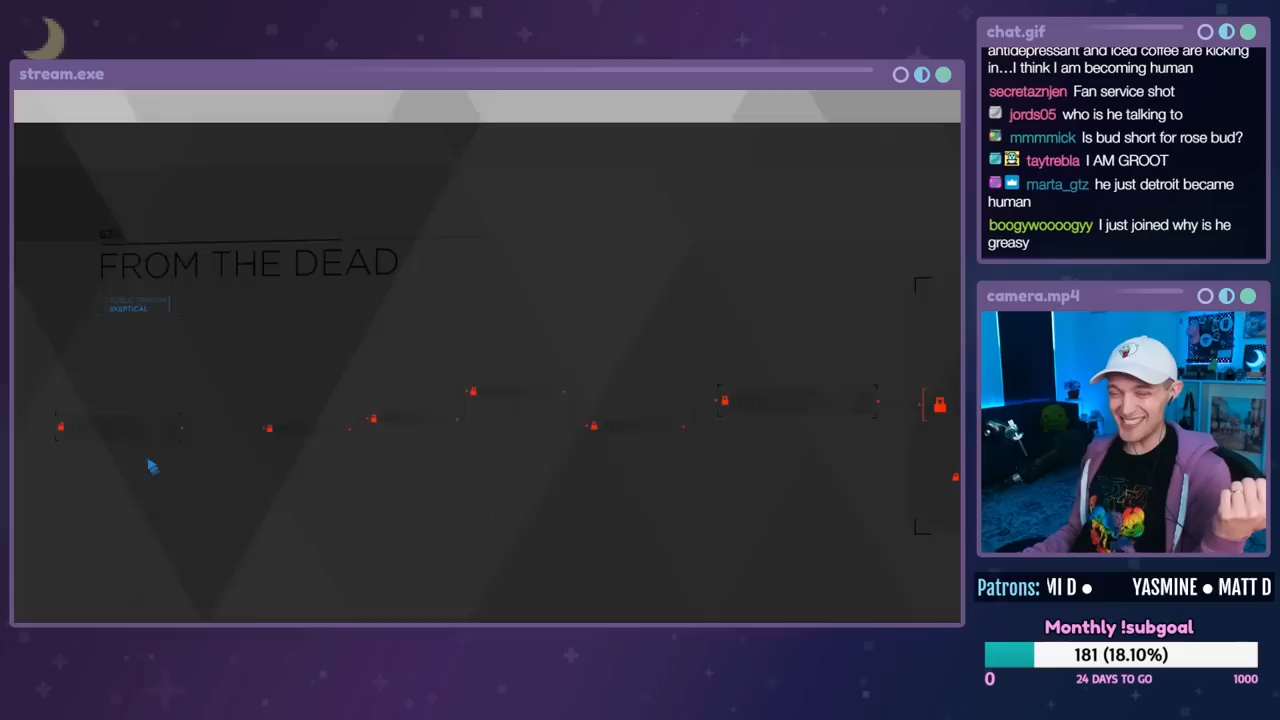 stream.exe
FROM THE DEAD
PUBLIC OPINION
SKEPTICAL
chat.gif
antidepressant and iced coffee are kicking
in…I think I am becoming human
secretaznjen Fan service shot
jords05 who is he talking to
mmmmick Is bud short for rose bud?
taytrebla I AM GROOT
marta_gtz he just detroit became
human
boogywoooogyy I just joined why is he
greasy
camera.mp4
Patrons: MI D ● YASMINE ● MATT D
Monthly !subgoal
181 (18.10%)
0 24 DAYS TO GO 1000